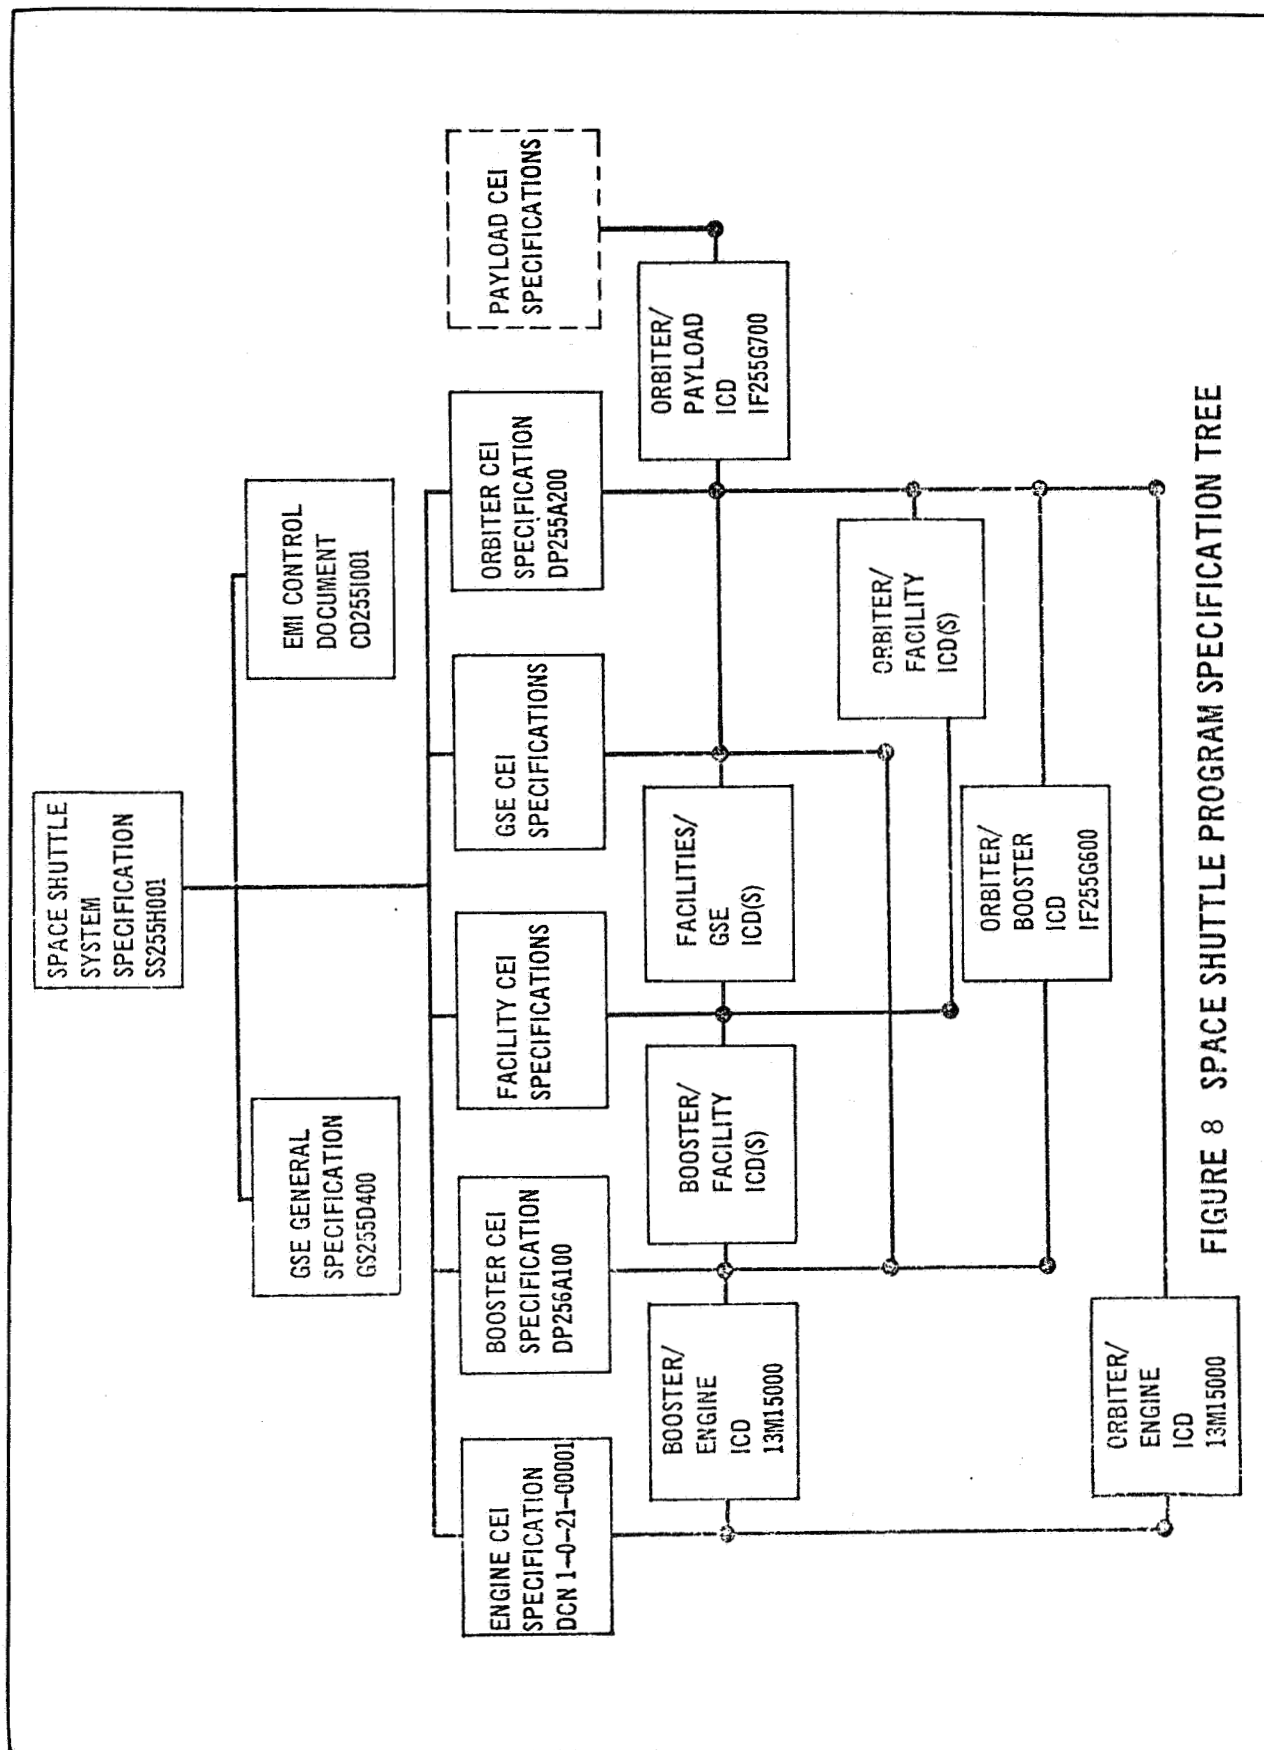 SPACE SHUTTLE
SYSTEM
SPECIFICATION
SS255H001
GSE GENERAL
SPECIFICATION
GS255D400
EMI CONTROL
DOCUMENT
CD255I001
ENGINE CEI
SPECIFICATION
DCN 1-0-21-00001
BOOSTER CEI
SPECIFICATION
DP256A100
FACILITY CEI
SPECIFICATIONS
GSE CEI
SPECIFICATIONS
ORBITER CEI
SPECIFICATION
DP255A200
PAYLOAD CEI
SPECIFICATIONS
BOOSTER/
ENGINE
ICD
13M15000
BOOSTER/
FACILITY
ICD(S)
FACILITIES/
GSE
ICD(S)
ORBITER/
PAYLOAD
ICD
IF255G700
ORBITER/
FACILITY
ICD(S)
ORBITER/
BOOSTER
ICD
IF255G600
ORBITER/
ENGINE
ICD
13M15000
FIGURE 8 SPACE SHUTTLE PROGRAM SPECIFICATION TREE